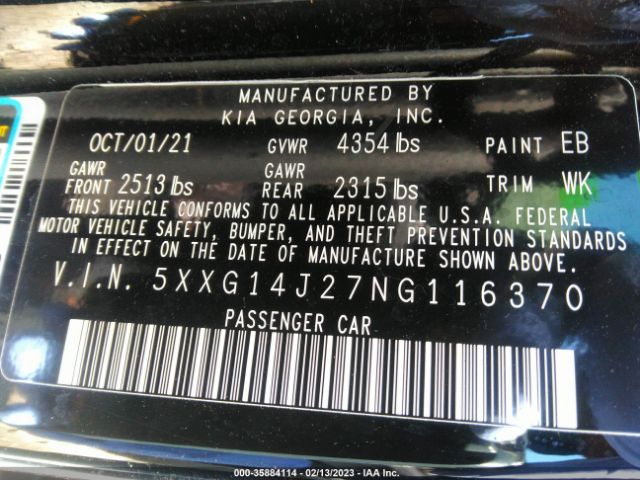 MANUFACTURED BY
KIA GEORGIA, INC.
OCT/01/21 GVWR 4354 lbs PAINT EB
GAWR FRONT 2513 lbs GAWR REAR 2315 lbs TRIM WK
THIS VEHICLE CONFORMS TO ALL APPLICABLE U.S.A. FEDERAL
MOTOR VEHICLE SAFETY, BUMPER, AND THEFT PREVENTION STANDARDS
IN EFFECT ON THE DATE OF MANUFACTURE SHOWN ABOVE.
V.I.N. 5XXG14J27NG116370
PASSENGER CAR
000-35884114 - 02/13/2023 - IAA Inc.